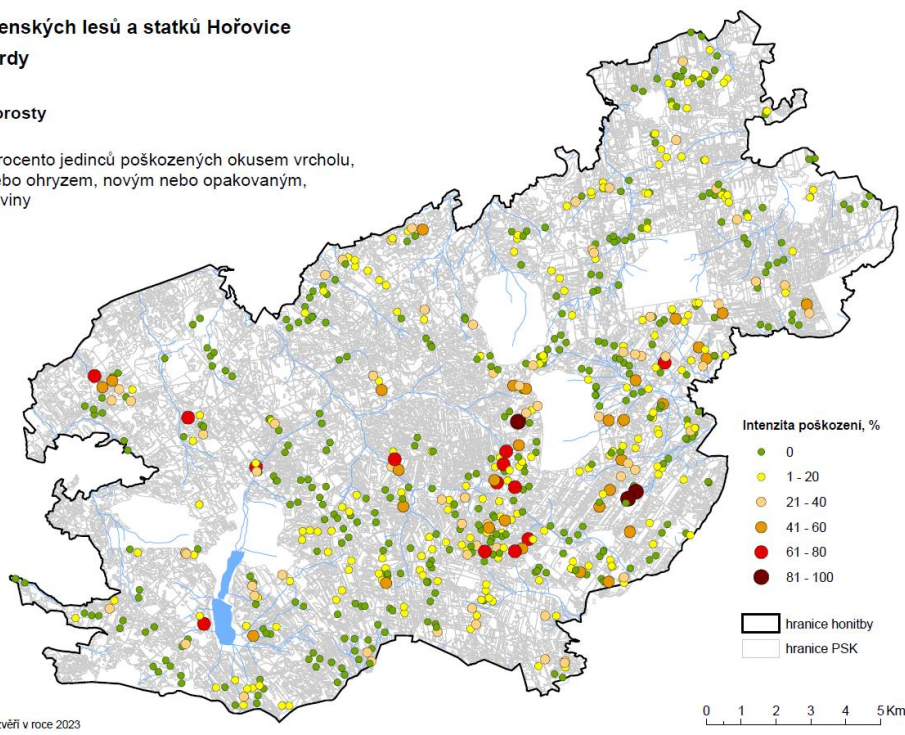 enských lesů a statků Hořovice
rdy
orosty
rocento jedinců poškozených okusem vrcholu,
ebo ohryzem, novým nebo opakovaným,
viny
Intenzita poškození, %
0
1 - 20
21 - 40
41 - 60
61 - 80
81 - 100
hranice honitby
hranice PSK
0 1 2 3 4 5 Km
zvěří v roce 2023